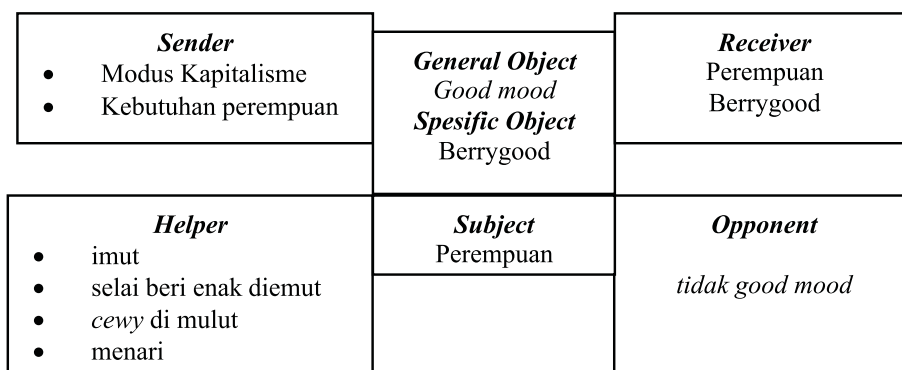 Sender
• Modus Kapitalisme
• Kebutuhan perempuan
General Object
Good mood
Spesific Object
Berrygood
Receiver
Perempuan
Berrygood
Helper
• imut
• selai beri enak diemut
• cewy di mulut
• menari
Subject
Perempuan
Opponent
tidak good mood